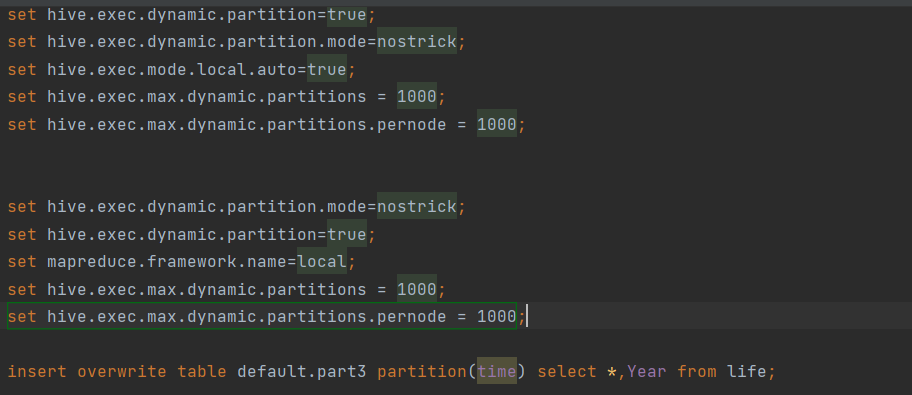 set hive.exec.dynamic.partition=true;
set hive.exec.dynamic.partition.mode=nostrick;
set hive.exec.mode.local.auto=true;
set hive.exec.max.dynamic.partitions = 1000;
set hive.exec.max.dynamic.partitions.pernode = 1000;
set hive.exec.dynamic.partition.mode=nostrick;
set hive.exec.dynamic.partition=true;
set mapreduce.framework.name=local;
set hive.exec.max.dynamic.partitions = 1000;
set hive.exec.max.dynamic.partitions.pernode = 1000;
insert overwrite table default.part3 partition(time) select *,Year from life;